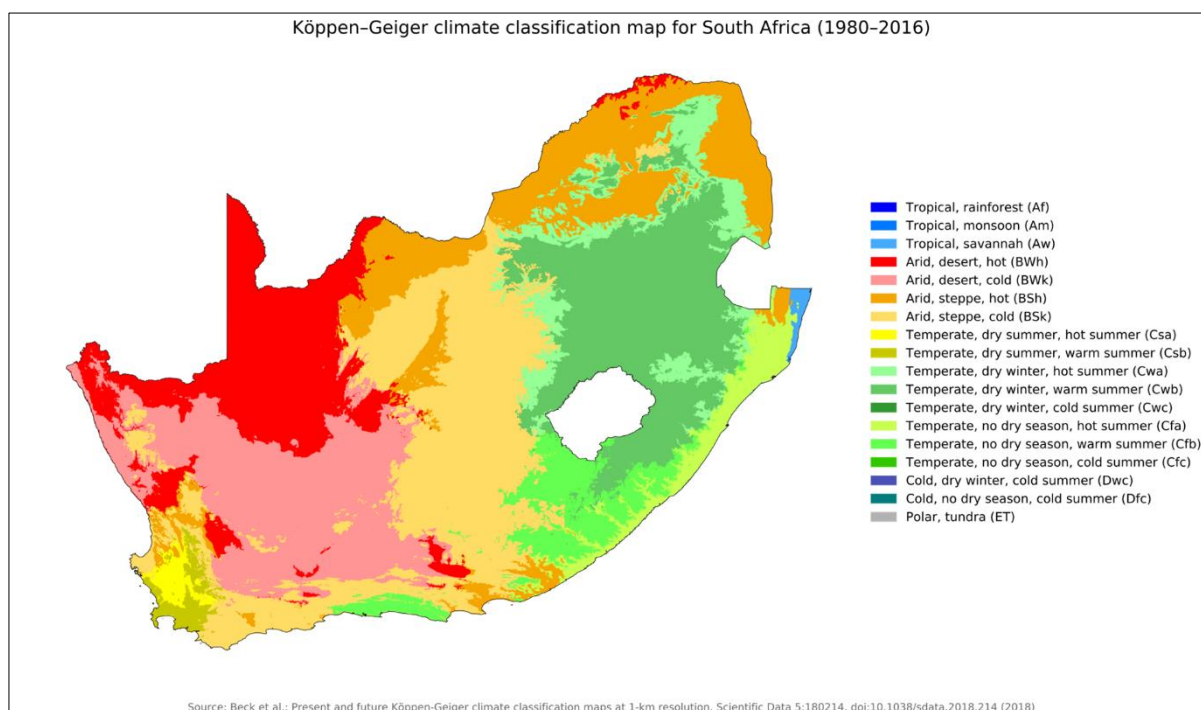 Köppen–Geiger climate classification map for South Africa (1980–2016)
Tropical, rainforest (Af)
Tropical, monsoon (Am)
Tropical, savannah (Aw)
Arid, desert, hot (BWh)
Arid, desert, cold (BWk)
Arid, steppe, hot (BSh)
Arid, steppe, cold (BSk)
Temperate, dry summer, hot summer (Csa)
Temperate, dry summer, warm summer (Csb)
Temperate, dry winter, hot summer (Cwa)
Temperate, dry winter, warm summer (Cwb)
Temperate, dry winter, cold summer (Cwc)
Temperate, no dry season, hot summer (Cfa)
Temperate, no dry season, warm summer (Cfb)
Temperate, no dry season, cold summer (Cfc)
Cold, dry winter, cold summer (Dwc)
Cold, no dry season, cold summer (Dfc)
Polar, tundra (ET)
Source: Beck et al.: Present and future Köppen-Geiger climate classification maps at 1-km resolution, Scientific Data 5:180214, doi:10.1038/sdata.2018.214 (2018)